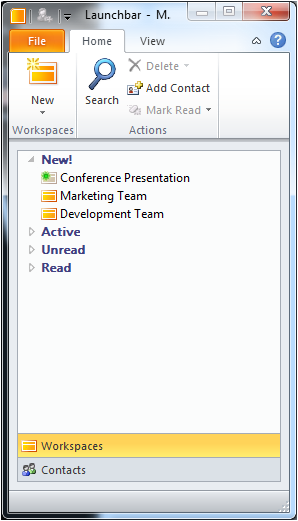 Launchbar - M.
File Home View
New
Search
Delete
Add Contact
Mark Read
Workspaces Actions
New!
Conference Presentation
Marketing Team
Development Team
Active
Unread
Read
Workspaces
Contacts